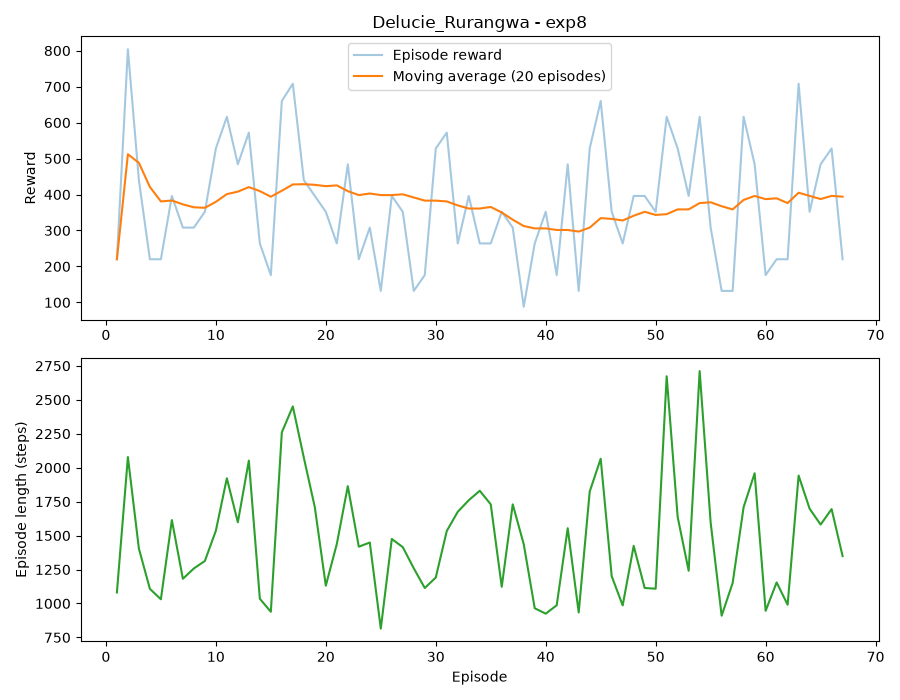 Delucie_Rurangwa - exp8
Episode reward
Moving average (20 episodes)
Reward
800
700
600
500
400
300
200
100
0 10 20 30 40 50 60 70
Episode length (steps)
2750
2500
2250
2000
1750
1500
1250
1000
750
0 10 20 30 40 50 60 70
Episode